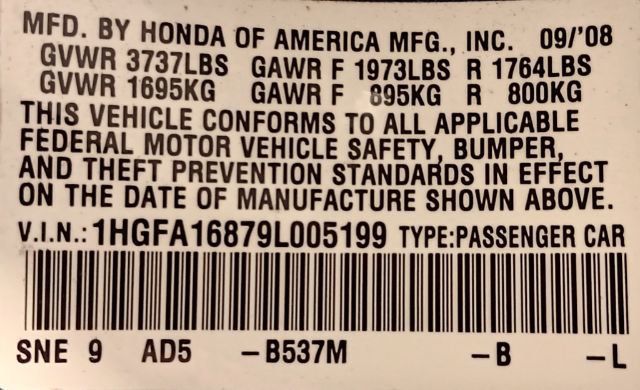 MFD. BY HONDA OF AMERICA MFG., INC. 09/'08
GVWR 3737LBS GAWR F 1973LBS R 1764LBS
GVWR 1695KG GAWR F 895KG R 800KG
THIS VEHICLE CONFORMS TO ALL APPLICABLE
FEDERAL MOTOR VEHICLE SAFETY, BUMPER,
AND THEFT PREVENTION STANDARDS IN EFFECT
ON THE DATE OF MANUFACTURE SHOWN ABOVE.
V.I.N.: 1HGFA16879L005199 TYPE:PASSENGER CAR
SNE 9 AD5 -B537M -B -L